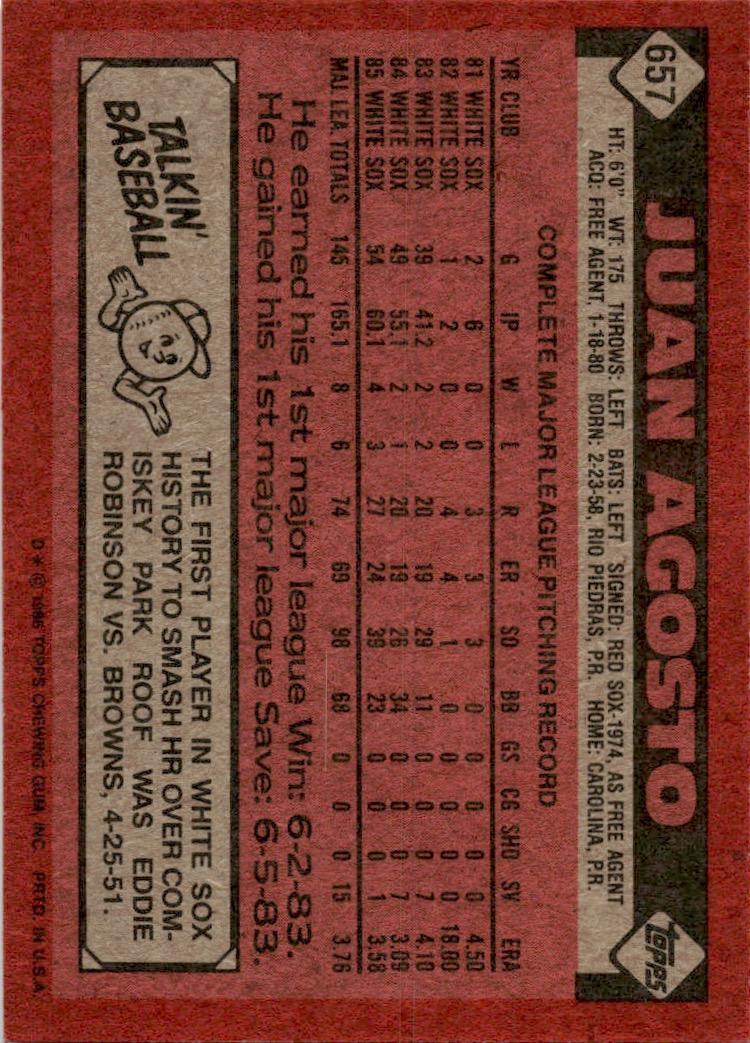 657
JUAN AGOSTO
TOPPS
HT: 6'0" WT: 175 THROWS: LEFT BATS: LEFT SIGNED: RED SOX-1974, AS FREE AGENT
ACQ: FREE AGENT, 1-18-80 BORN: 2-23-58, RIO PIEDRAS, P.R. HOME: CAROLINA, P.R.
COMPLETE MAJOR LEAGUE PITCHING RECORD
YR CLUB G IP W L R ER SO BB GS CG SHO SV ERA
81 WHITE SOX 2 6 0 0 3 3 3 0 0 0 0 0 4.50
82 WHITE SOX 1 2 0 0 4 4 1 0 0 0 0 0 18.00
83 WHITE SOX 39 41.2 2 2 20 19 29 11 0 0 0 7 4.10
84 WHITE SOX 49 55.1 2 1 20 19 26 34 0 0 0 7 3.09
85 WHITE SOX 54 60.1 4 3 27 24 39 23 0 0 0 1 3.58
MAJ. LEA. TOTALS 145 165.1 8 6 74 69 98 68 0 0 0 15 3.76
He earned his 1st major league Win: 6-2-83.
He gained his 1st major league Save: 6-5-83.
TALKIN'
BASEBALL
THE FIRST PLAYER IN WHITE SOX
HISTORY TO SMASH HR OVER COM-
ISKEY PARK ROOF WAS EDDIE
ROBINSON VS. BROWNS, 4-25-51.
D* © 1986 TOPPS CHEWING GUM, INC. PRTD. IN U.S.A.